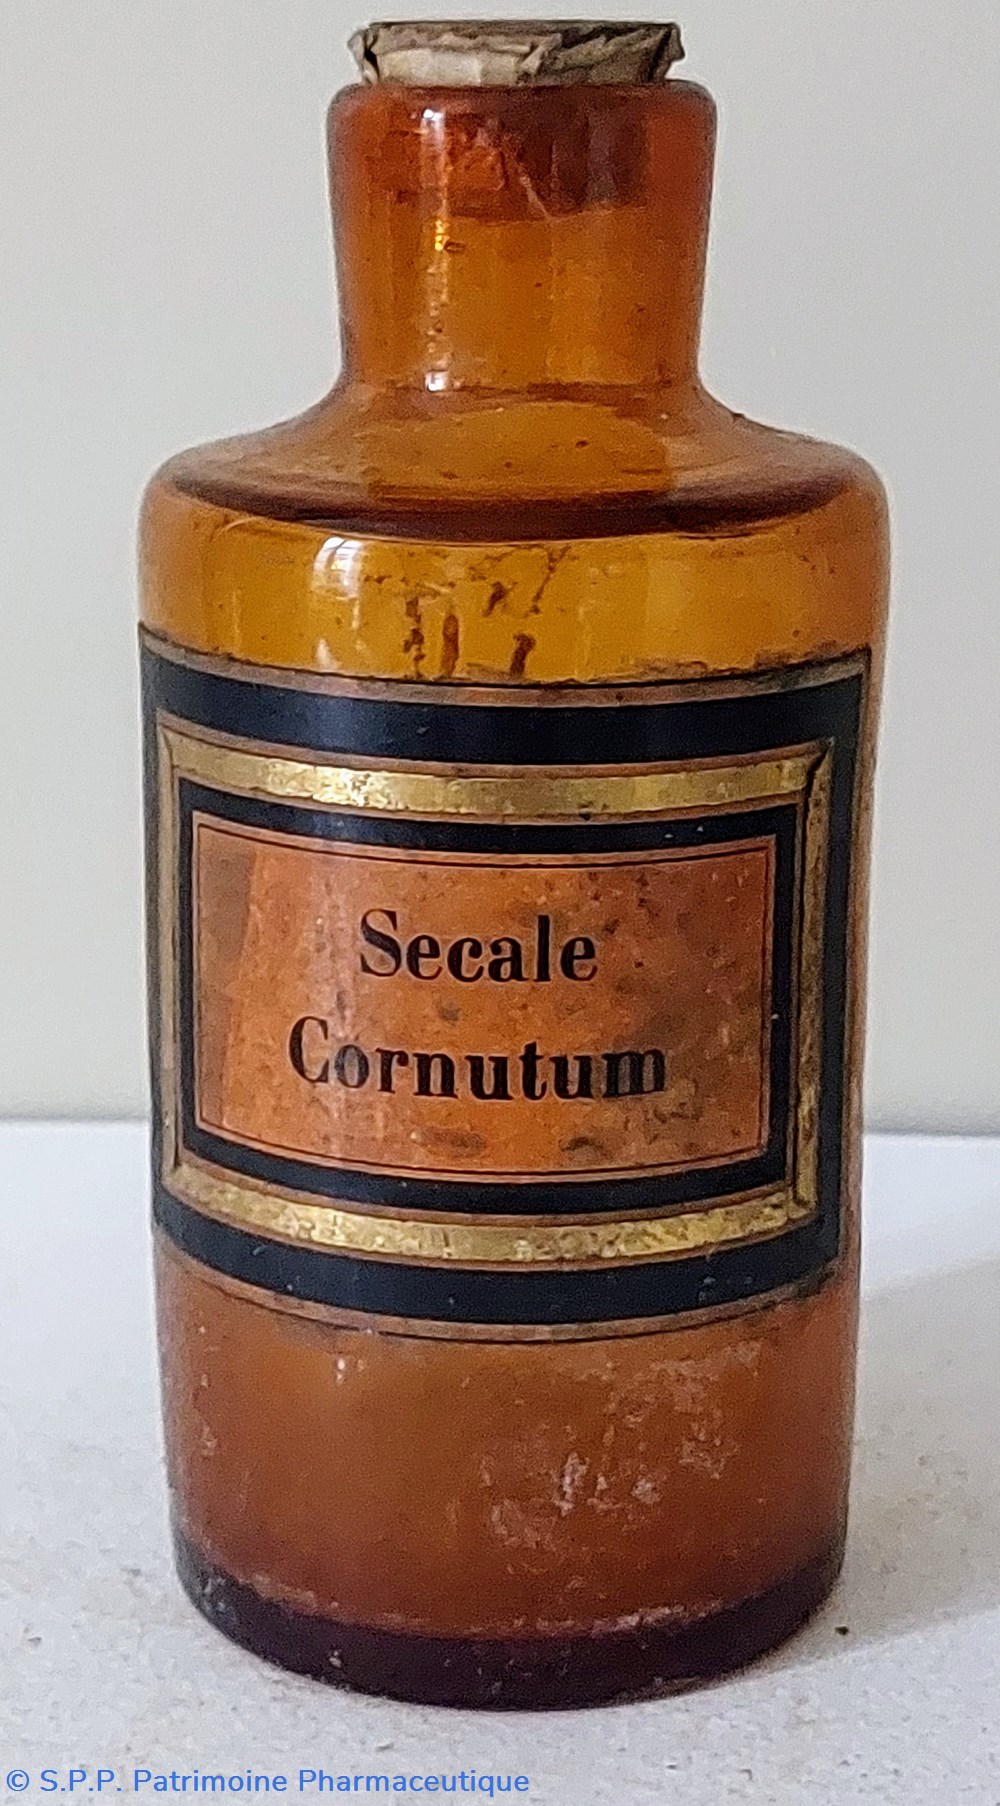 Secale
Cornutum
© S.P.P. Patrimoine Pharmaceutique